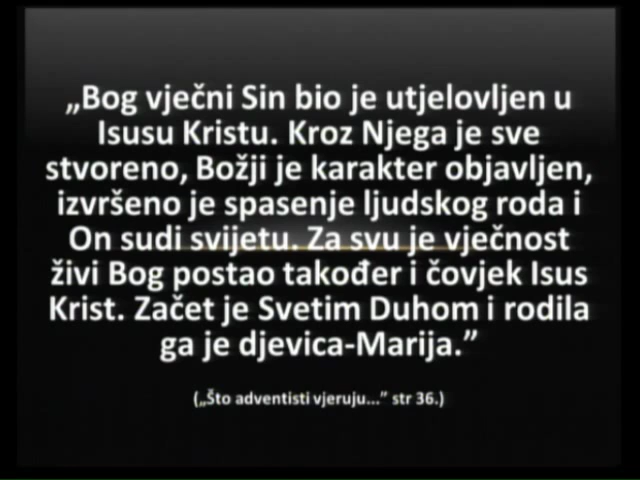 „Bog vječni Sin bio je utjelovljen u
Isusu Kristu. Kroz Njega je sve
stvoreno, Božji je karakter objavljen,
izvršeno je spasenje ljudskog roda i
On sudi svijetu. Za svu je vječnost
živi Bog postao također i čovjek Isus
Krist. Začet je Svetim Duhom i rodila
ga je djevica-Marija.”
(„Što adventisti vjeruju...” str 36.)